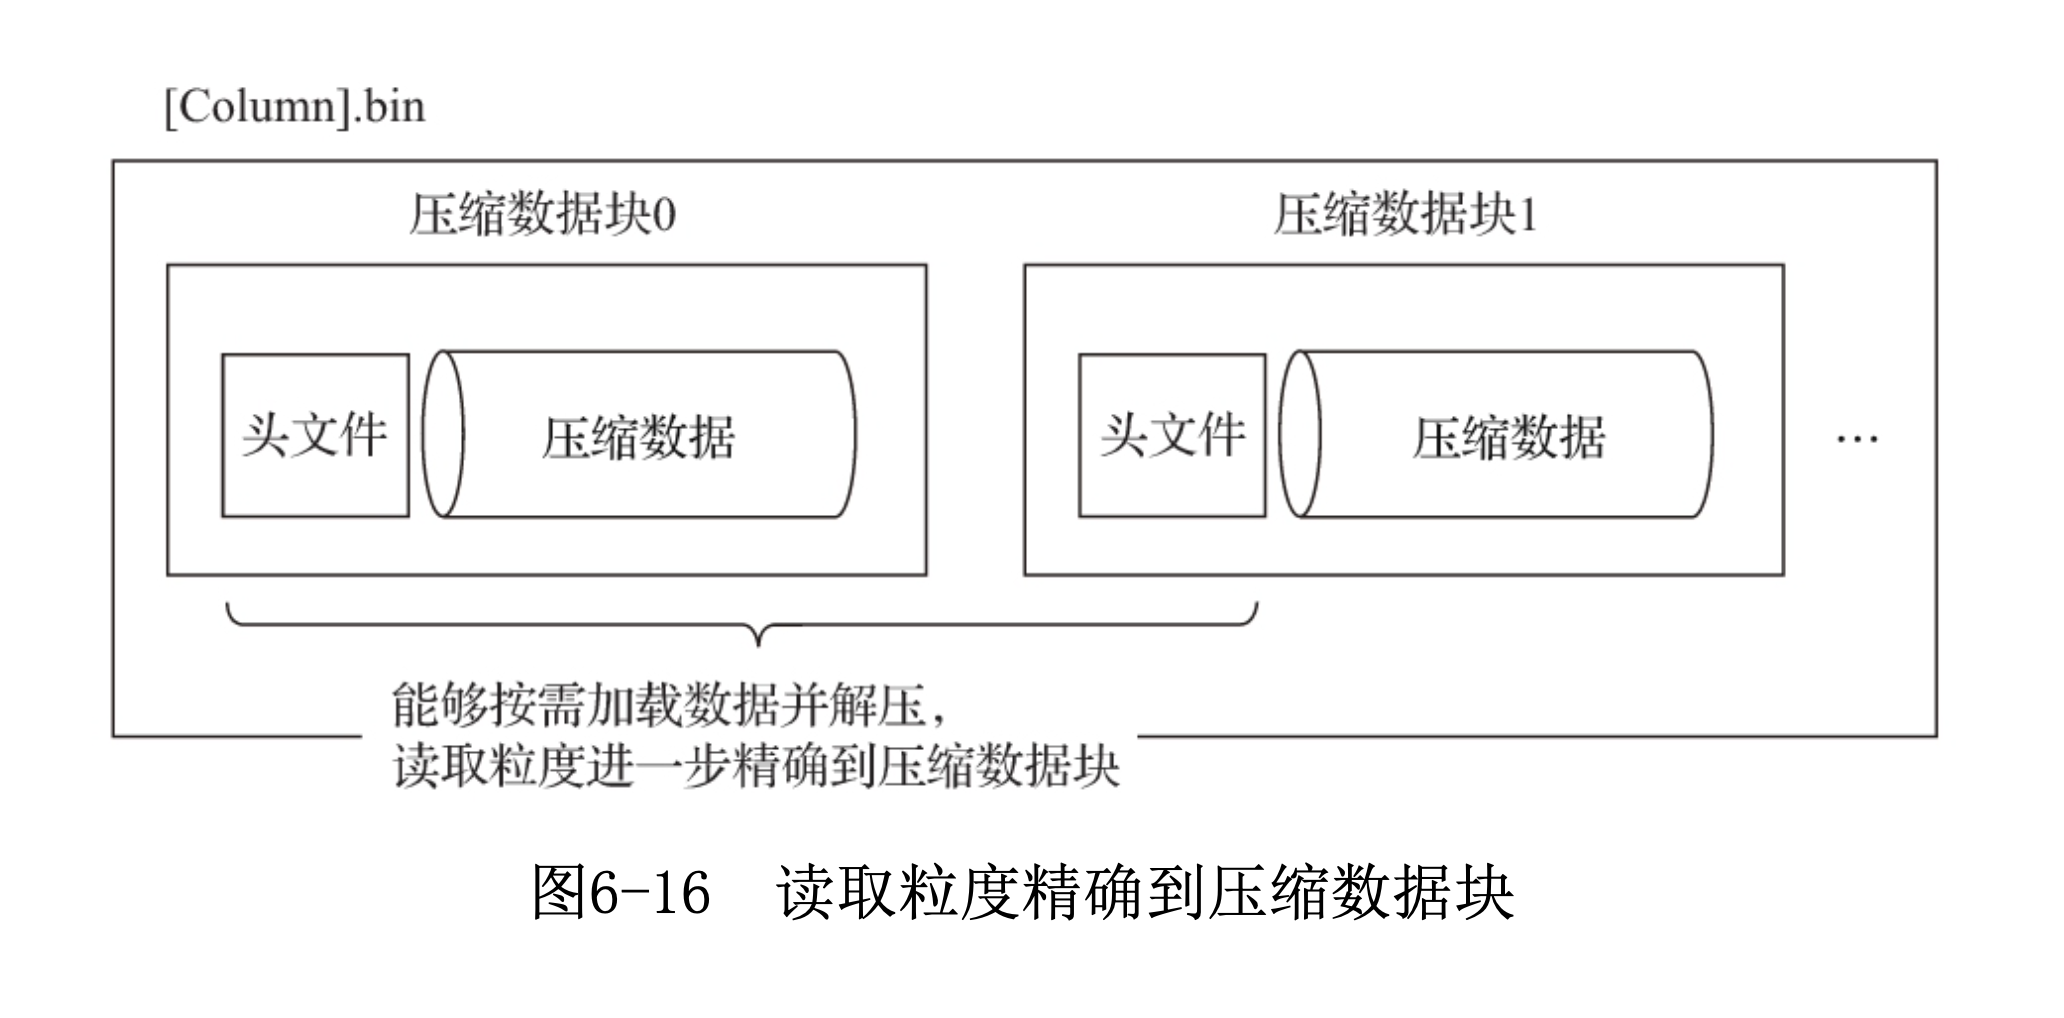 [Column].bin
压缩数据块0
压缩数据块1
头文件
压缩数据
头文件
压缩数据
…
能够按需加载数据并解压，
读取粒度进一步精确到压缩数据块
图6-16 读取粒度精确到压缩数据块